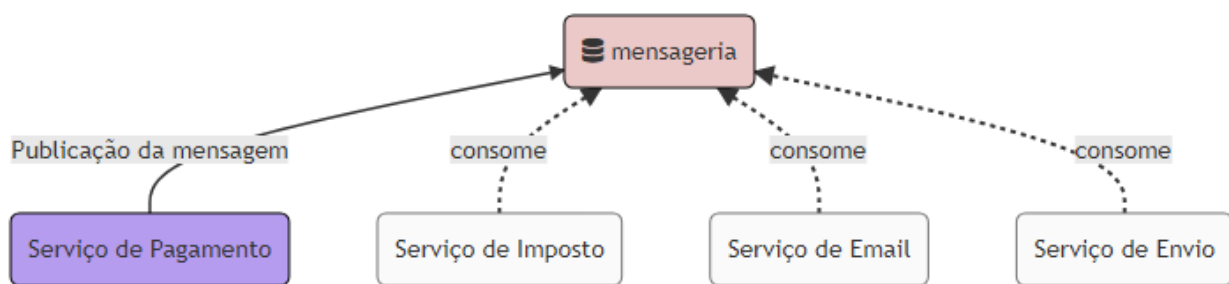 mensageria
Publicação da mensagem
consome
consome
consome
Serviço de Pagamento
Serviço de Imposto
Serviço de Email
Serviço de Envio